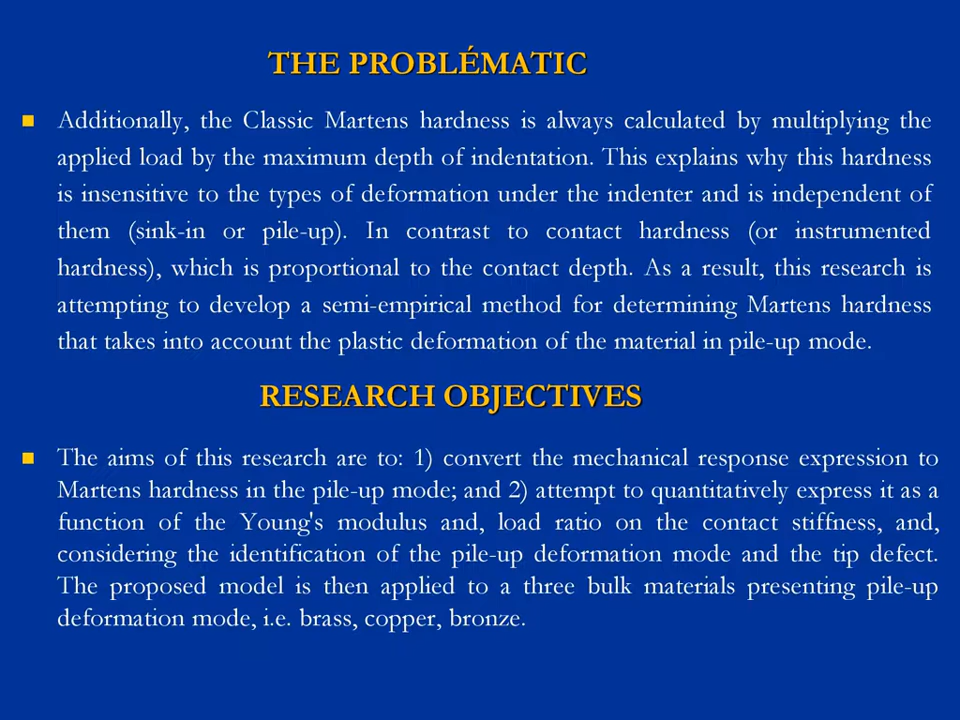 THE PROBLÉMATIC
Additionally, the Classic Martens hardness is always calculated by multiplying the
applied load by the maximum depth of indentation. This explains why this hardness
is insensitive to the types of deformation under the indenter and is independent of
them (sink-in or pile-up). In contrast to contact hardness (or instrumented
hardness), which is proportional to the contact depth. As a result, this research is
attempting to develop a semi-empirical method for determining Martens hardness
that takes into account the plastic deformation of the material in pile-up mode.
RESEARCH OBJECTIVES
The aims of this research are to: 1) convert the mechanical response expression to
Martens hardness in the pile-up mode; and 2) attempt to quantitatively express it as a
function of the Young's modulus and, load ratio on the contact stiffness, and,
considering the identification of the pile-up deformation mode and the tip defect.
The proposed model is then applied to a three bulk materials presenting pile-up
deformation mode, i.e. brass, copper, bronze.